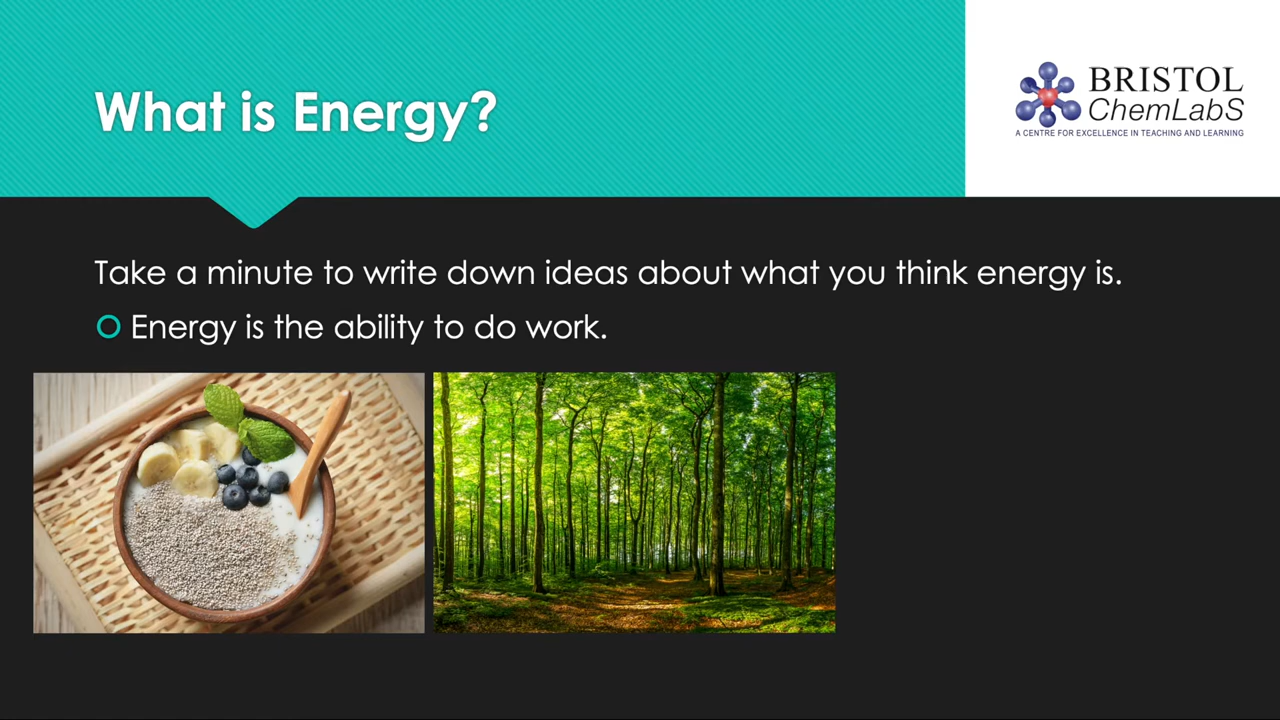 What is Energy?
BRISTOL
ChemLabS
A CENTRE FOR EXCELLENCE IN TEACHING AND LEARNING
Take a minute to write down ideas about what you think energy is.
Energy is the ability to do work.